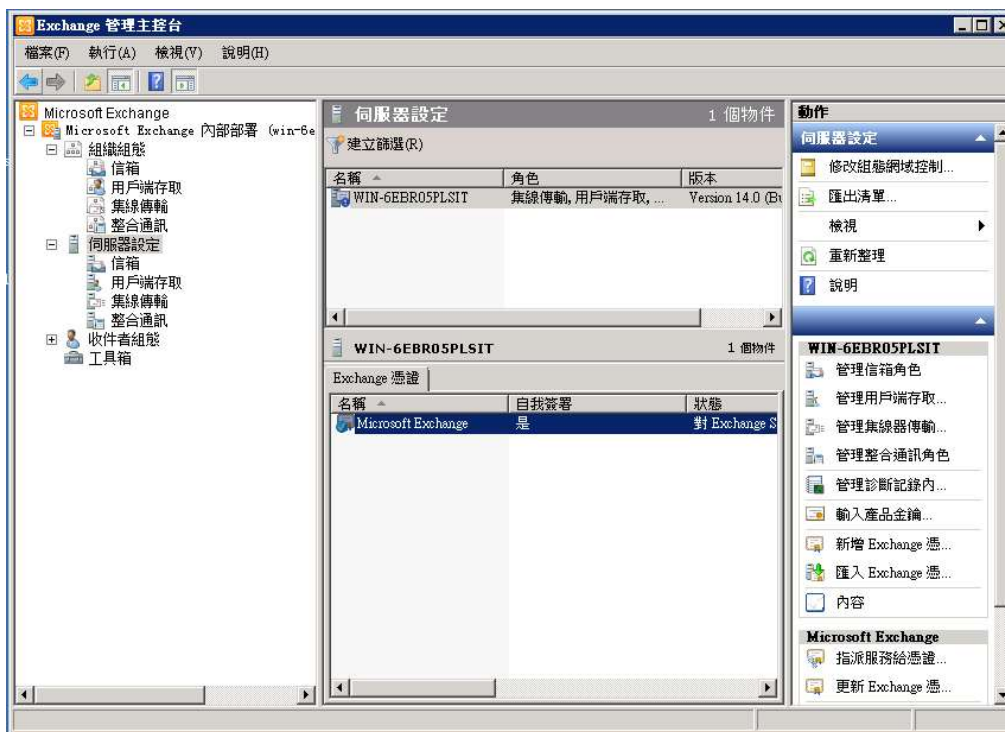 Exchange 管理主控台
檔案(F) 執行(A) 檢視(V) 說明(H)
Microsoft Exchange
Microsoft Exchange 內部部署 (win-6e
組織組態
信箱
用戶端存取
集線傳輸
整合通訊
伺服器設定
信箱
用戶端存取
集線傳輸
整合通訊
收件者組態
工具箱
伺服器設定 1 個物件
建立篩選(R)
名稱 角色 版本
WIN-6EBR05PLSIT 集線傳輸, 用戶端存取, ... Version 14.0 (Bu
WIN-6EBR05PLSIT 1 個物件
Exchange 憑證
名稱 自我簽署 狀態
Microsoft Exchange 是 對 Exchange S
動作
伺服器設定
修改組態網域控制...
匯出清單...
檢視
重新整理
說明
WIN-6EBR05PLSIT
管理信箱角色
管理用戶端存取...
管理集線器傳輸...
管理整合通訊角色
管理診斷記錄內...
輸入產品金鑰...
新增 Exchange 憑...
匯入 Exchange 憑...
內容
Microsoft Exchange
指派服務給憑證...
更新 Exchange 憑...